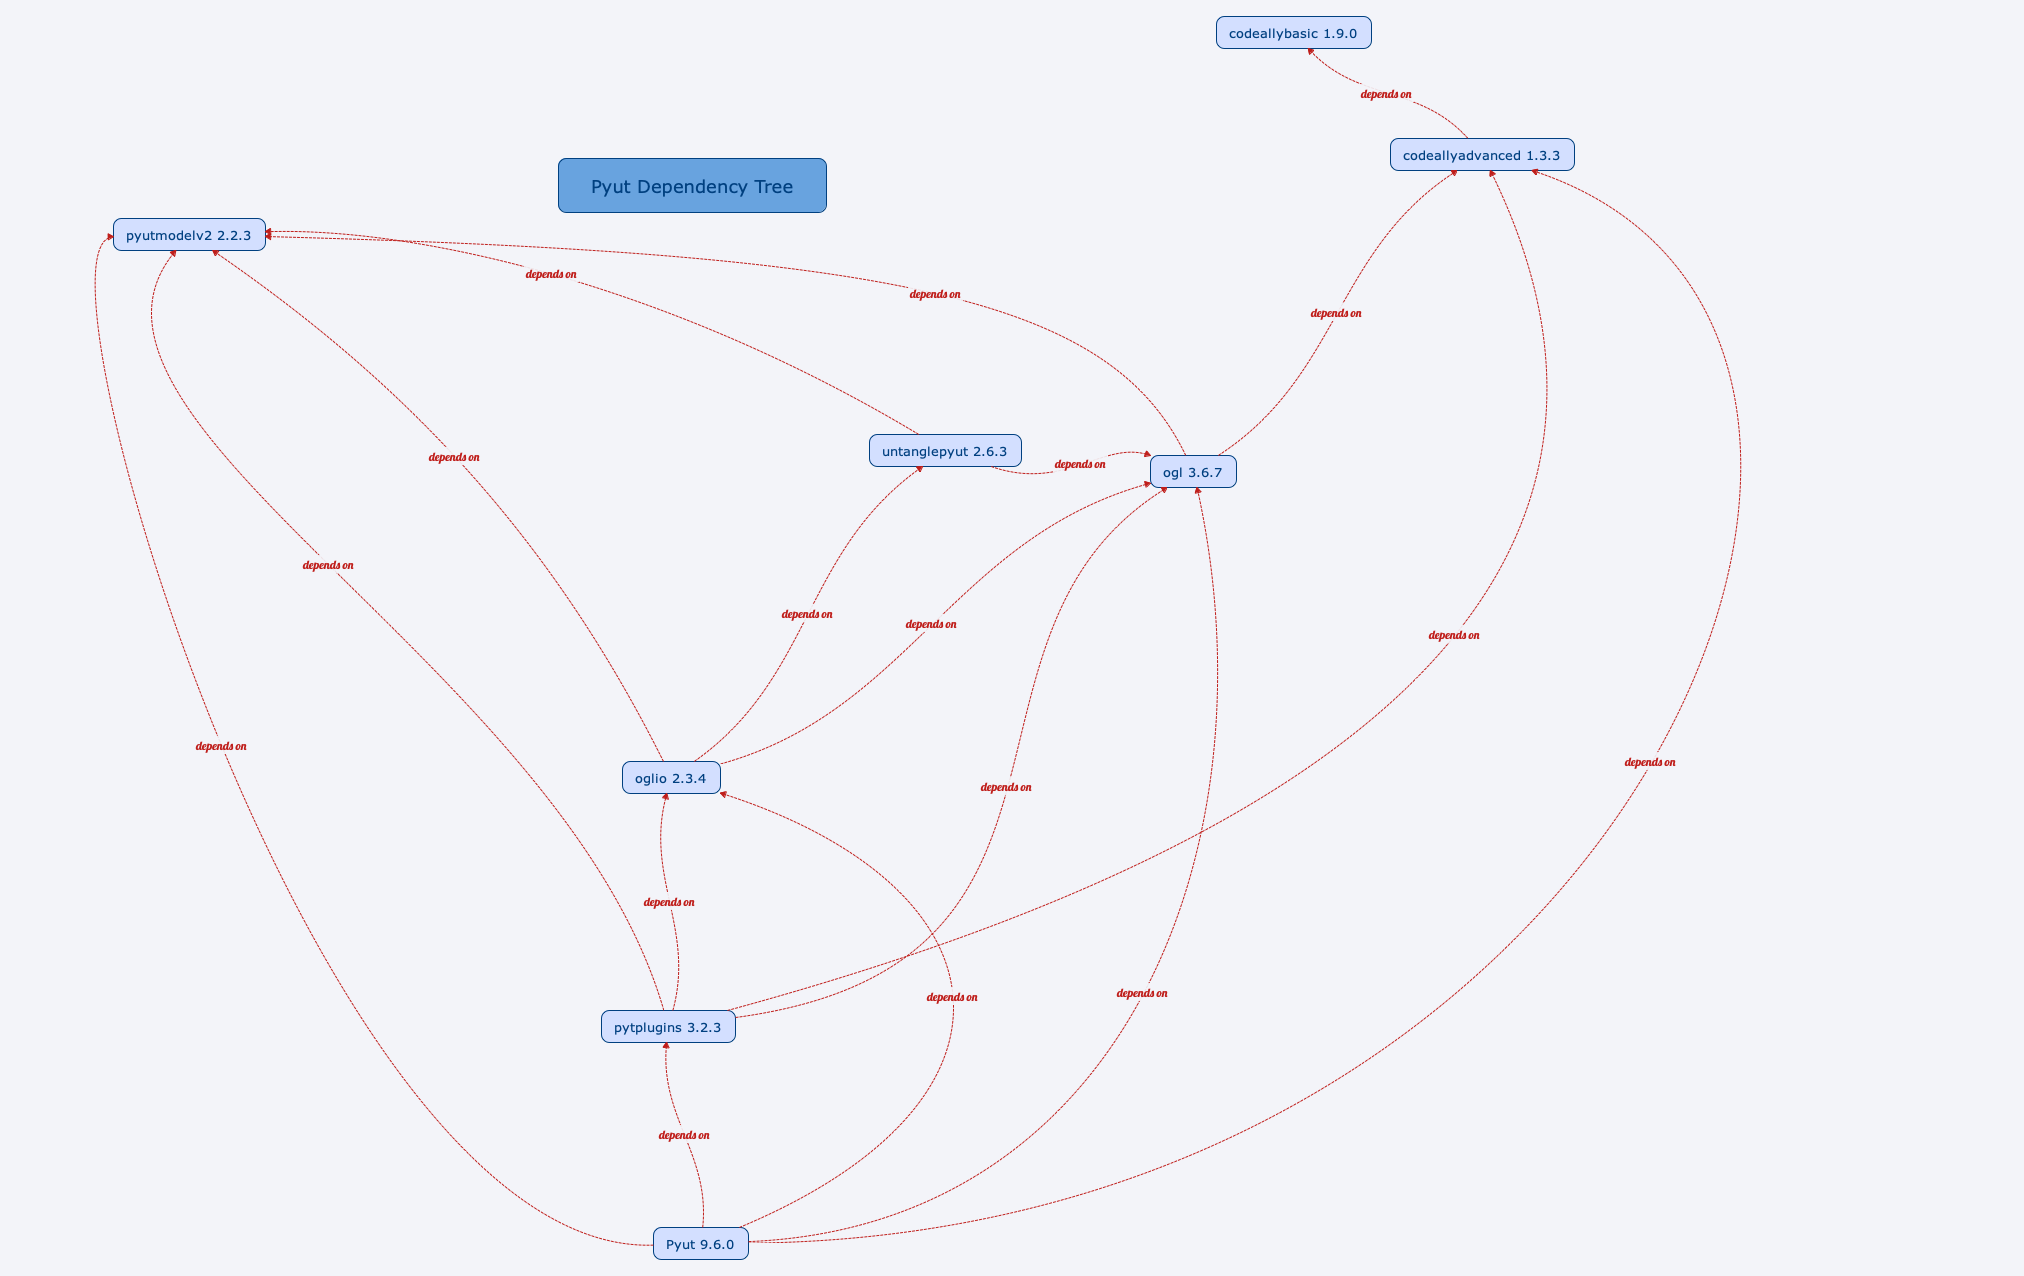 codeallybasic 1.9.0
depends on
codeallyadvanced 1.3.3
Pyut Dependency Tree
pyutmodelv2 2.2.3
depends on
depends on
depends on
untanglepyut 2.6.3
depends on
depends on
ogl 3.6.7
depends on
depends on
depends on
depends on
depends on
depends on
oglio 2.3.4
depends on
depends on
depends on
depends on
depends on
pytplugins 3.2.3
depends on
Pyut 9.6.0